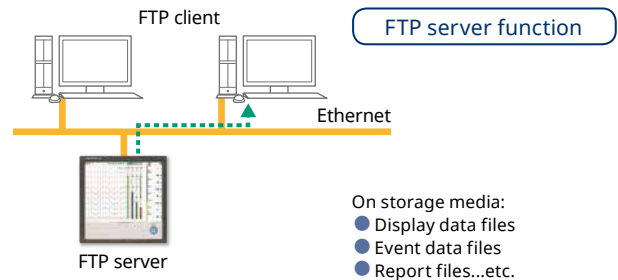 FTP client
FTP server function
Ethernet
FTP server
On storage media:
Display data files
Event data files
Report files...etc.